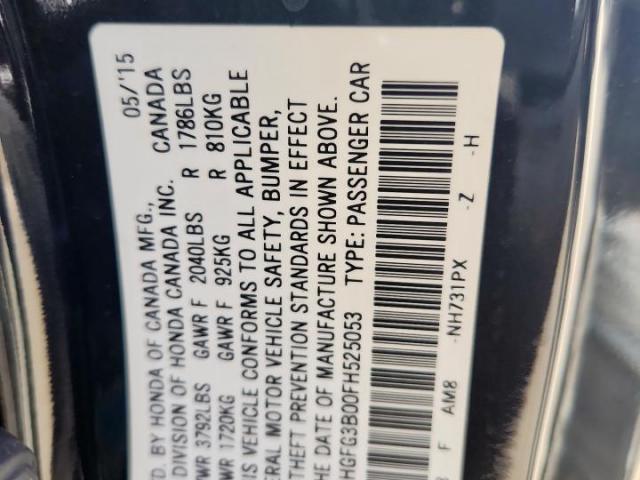 D. BY HONDA OF CANADA MFG., 05/'15
DIVISION OF HONDA CANADA INC. CANADA
WR 3792LBS GAWR F 2040LBS R 1786LBS
WR 1720KG GAWR F 925KG R 810KG
IS VEHICLE CONFORMS TO ALL APPLICABLE
ERAL MOTOR VEHICLE SAFETY, BUMPER,
THEFT PREVENTION STANDARDS IN EFFECT
HE DATE OF MANUFACTURE SHOWN ABOVE.
HGFG3B00FH525053 TYPE: PASSENGER CAR
F AM8 -NH731PX -Z -H